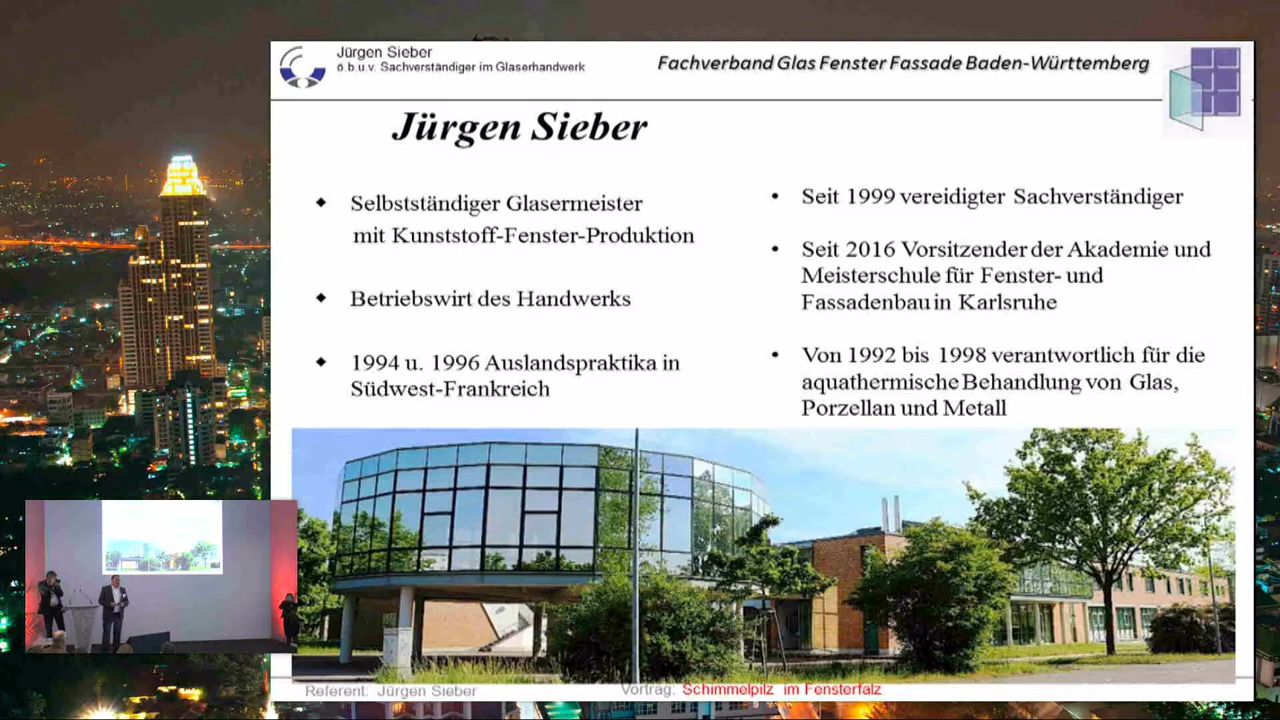 Jürgen Sieber
ö.b.u.v. Sachverständiger im Glaserhandwerk
Fachverband Glas Fenster Fassade Baden-Württemberg
Jürgen Sieber
Selbstständiger Glasermeister
mit Kunststoff-Fenster-Produktion
Betriebswirt des Handwerks
1994 u. 1996 Auslandspraktika in
Südwest-Frankreich
Seit 1999 vereidigter Sachverständiger
Seit 2016 Vorsitzender der Akademie und
Meisterschule für Fenster- und
Fassadenbau in Karlsruhe
Von 1992 bis 1998 verantwortlich für die
aquathermische Behandlung von Glas,
Porzellan und Metall
Referent: Jürgen Sieber
Vortrag: Schimmelpilz im Fensterfalz